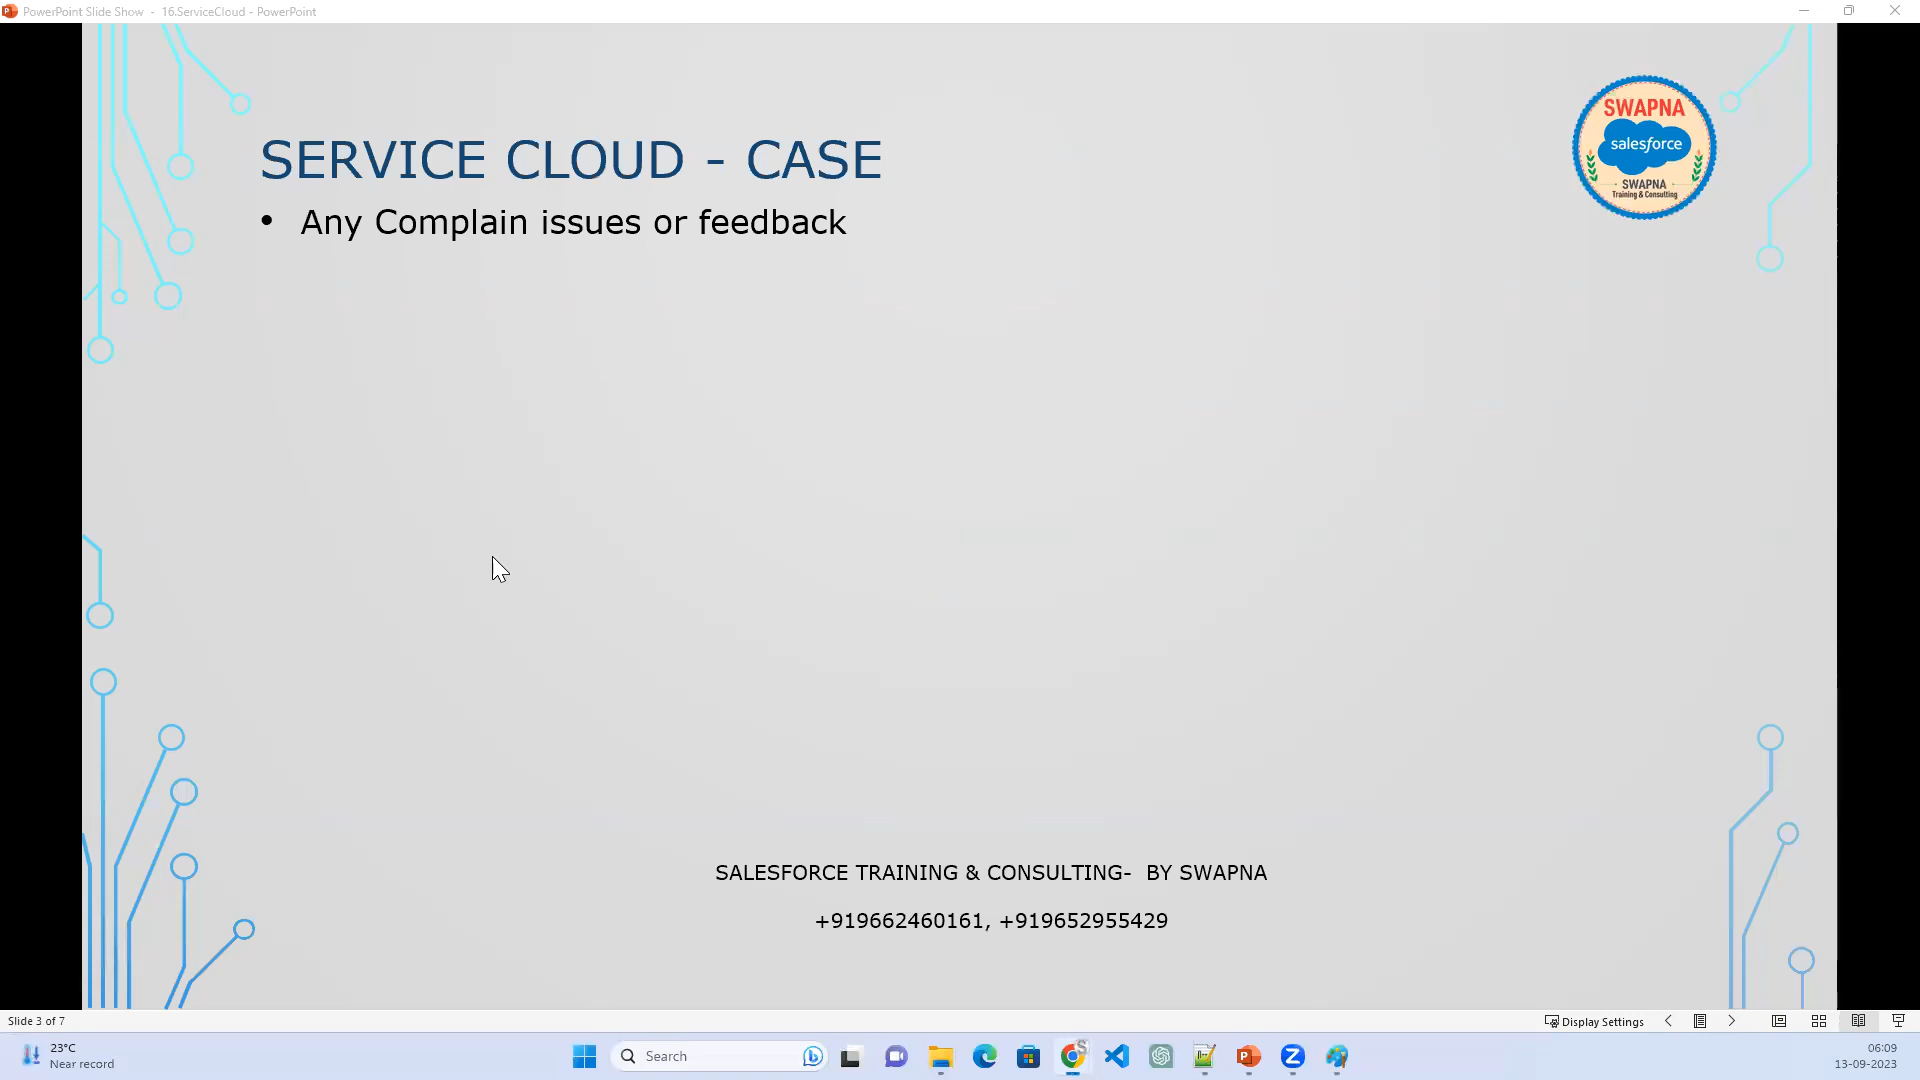 PowerPoint Slide Show - 16.ServiceCloud - PowerPoint
SERVICE CLOUD - CASE
• Any Complain issues or feedback
SWAPNA
salesforce
SWAPNA
Training & Consulting
SALESFORCE TRAINING & CONSULTING- BY SWAPNA
+919662460161, +919652955429
Slide 3 of 7
Display Settings
23°C
Near record
Search
06:09
13-09-2023